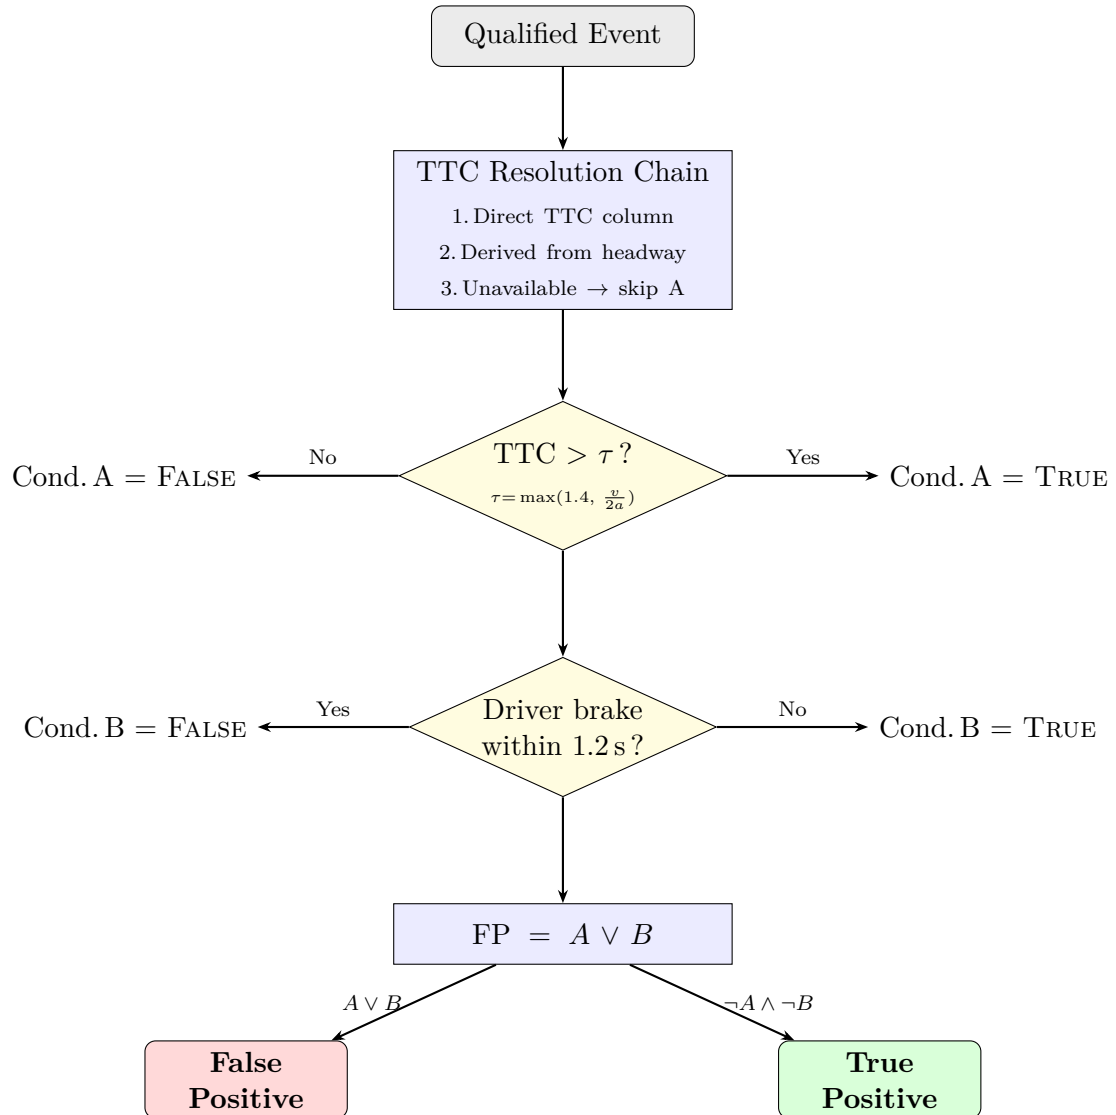 Qualified Event
TTC Resolution Chain
1. Direct TTC column
2. Derived from headway
3. Unavailable → skip A
TTC > τ ?
τ = max(1.4, v/2a)
No
Yes
Cond. A = FALSE
Cond. A = TRUE
Driver brake
within 1.2 s ?
Yes
No
Cond. B = FALSE
Cond. B = TRUE
FP = A ∨ B
A ∨ B
¬A ∧ ¬B
False
Positive
True
Positive